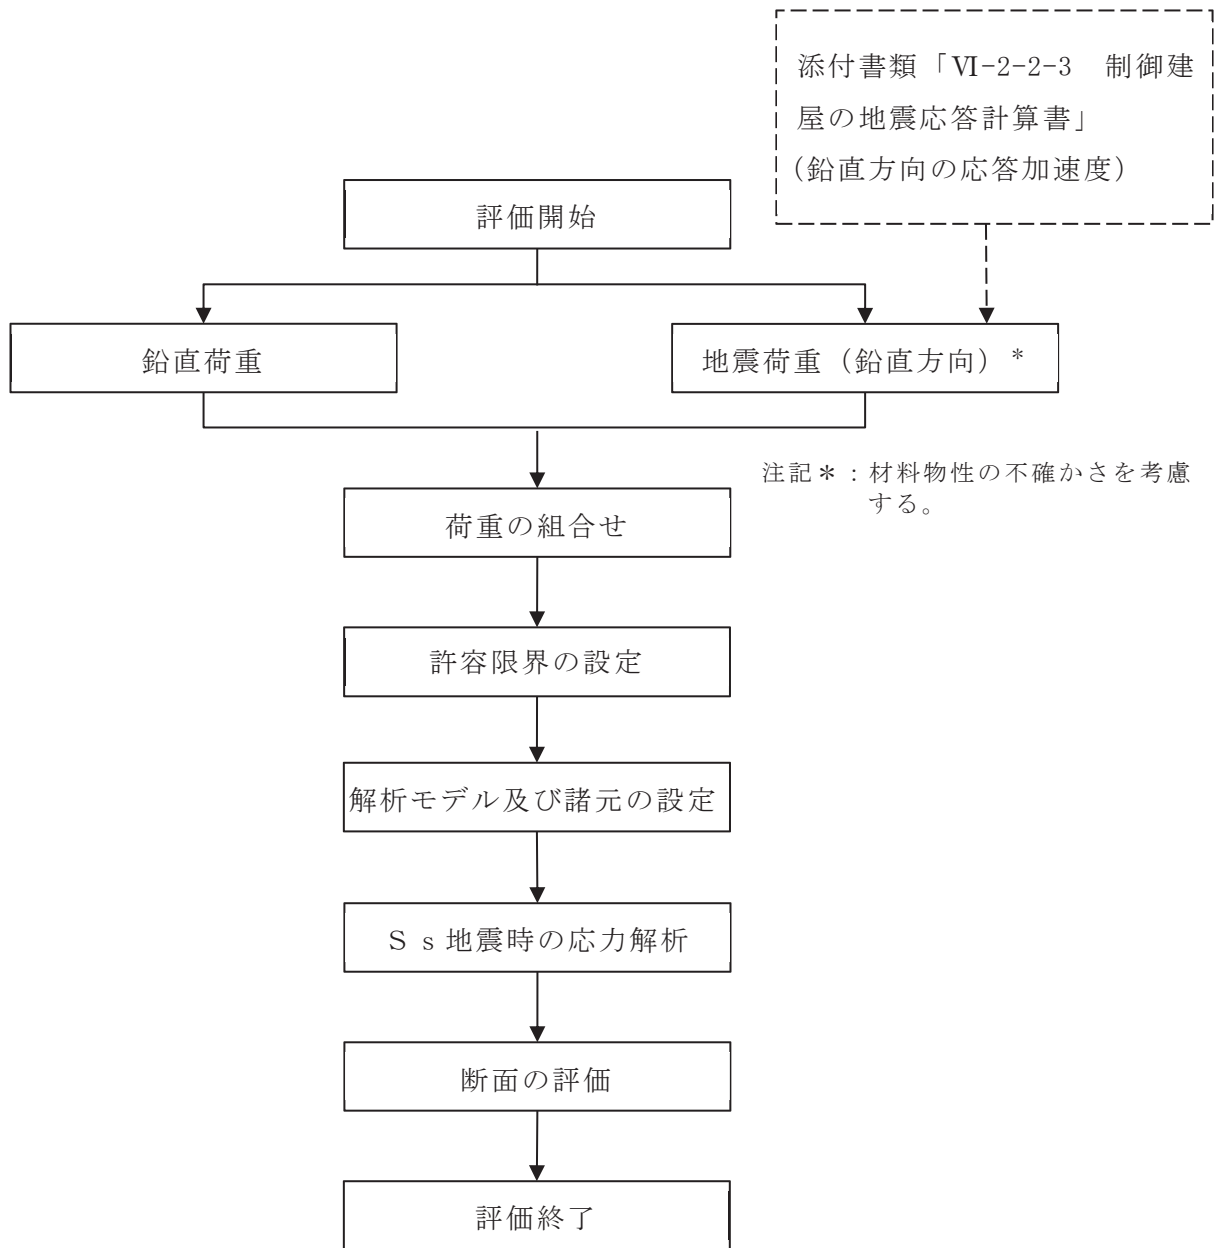 添付書類「Ⅵ-2-2-3　制御建
屋の地震応答計算書」
(鉛直方向の応答加速度)
評価開始
鉛直荷重
地震荷重(鉛直方向)*
注記*:材料物性の不確かさを考慮
する。
荷重の組合せ
許容限界の設定
解析モデル及び諸元の設定
Ss地震時の応力解析
断面の評価
評価終了